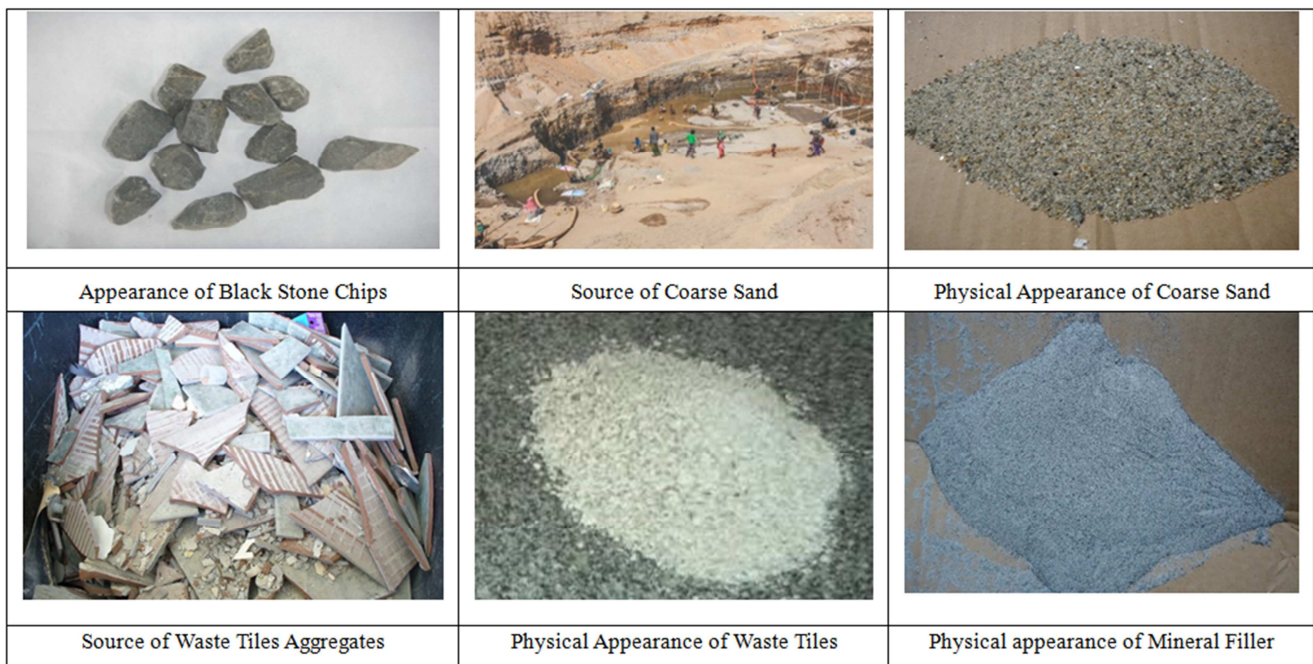 Appearance of Black Stone Chips
Source of Coarse Sand
Physical Appearance of Coarse Sand
Source of Waste Tiles Aggregates
Physical Appearance of Waste Tiles
Physical appearance of Mineral Filler